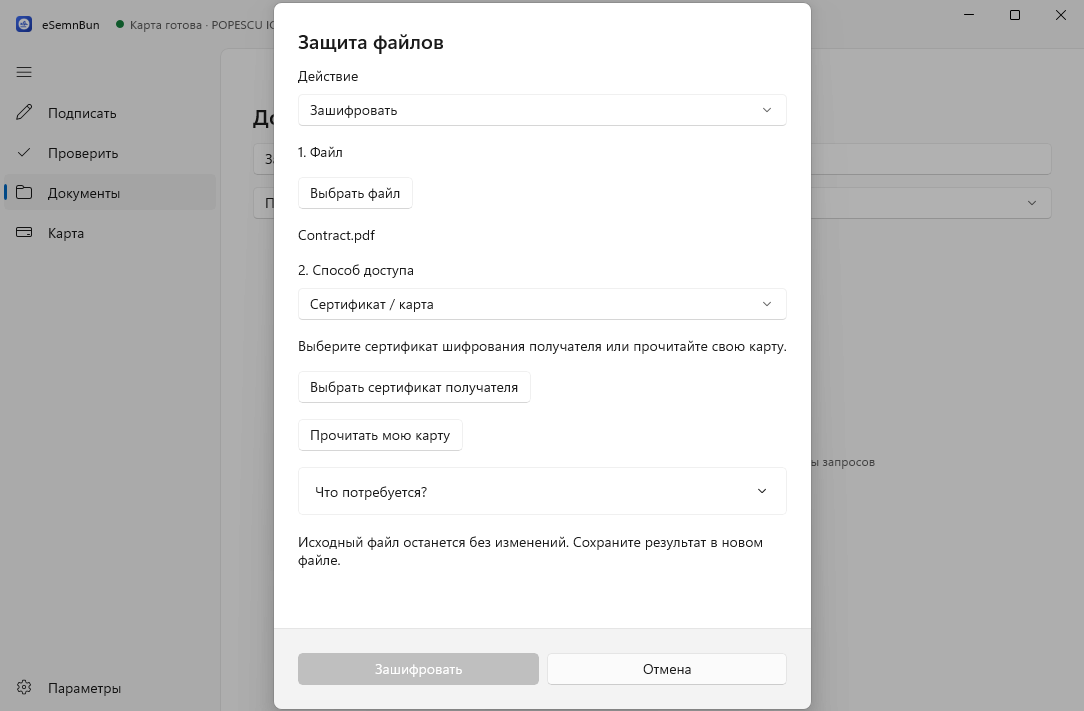 eSemnBun
Карта готова · POPESCU
Подписать
Проверить
Документы
Карта
Параметры
Защита файлов
Действие
Зашифровать
1. Файл
Выбрать файл
Contract.pdf
2. Способ доступа
Сертификат / карта
Выберите сертификат шифрования получателя или прочитайте свою карту.
Выбрать сертификат получателя
Прочитать мою карту
Что потребуется?
Исходный файл останется без изменений. Сохраните результат в новом
файле.
Зашифровать
Отмена
запросов